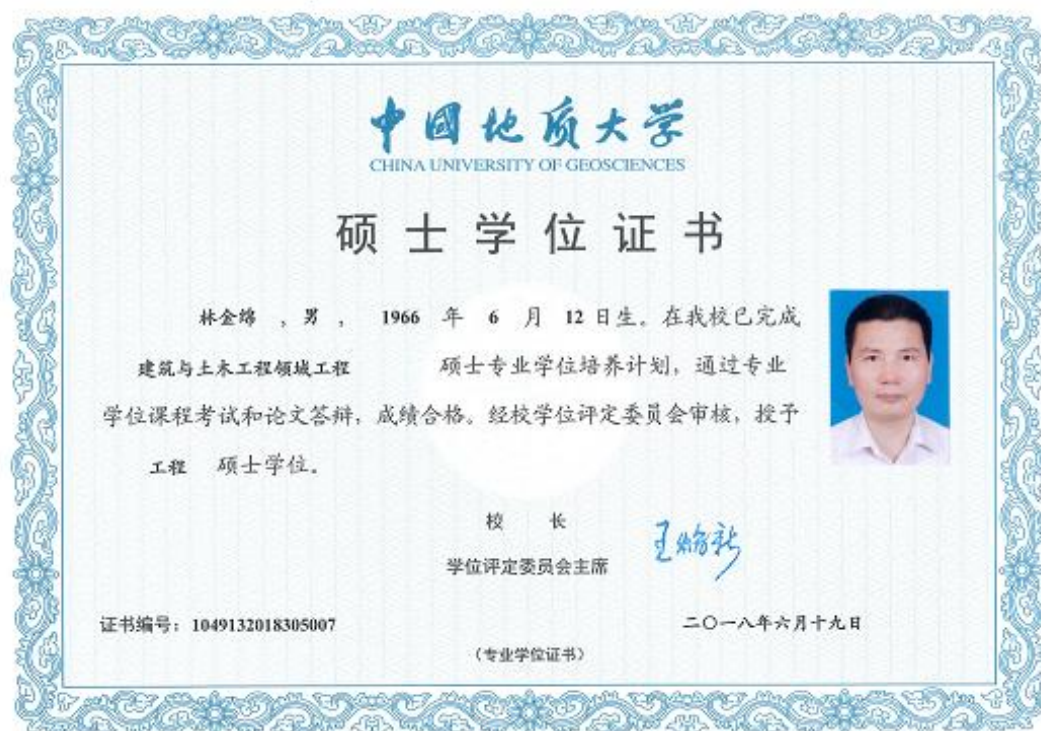 中国地质大学
CHINA UNIVERSITY OF GEOSCIENCES
硕士学位证书
林金绵 ，男， 1966 年 6 月 12 日生。在我校已完成
建筑与土木工程领域工程 硕士专业学位培养计划，通过专业
学位课程考试和论文答辩，成绩合格。经校学位评定委员会审核，授予
工程 硕士学位。
校 长
王焰新
学位评定委员会主席
证书编号：1049132018305007
二〇一八年六月十九日
（专业学位证书）